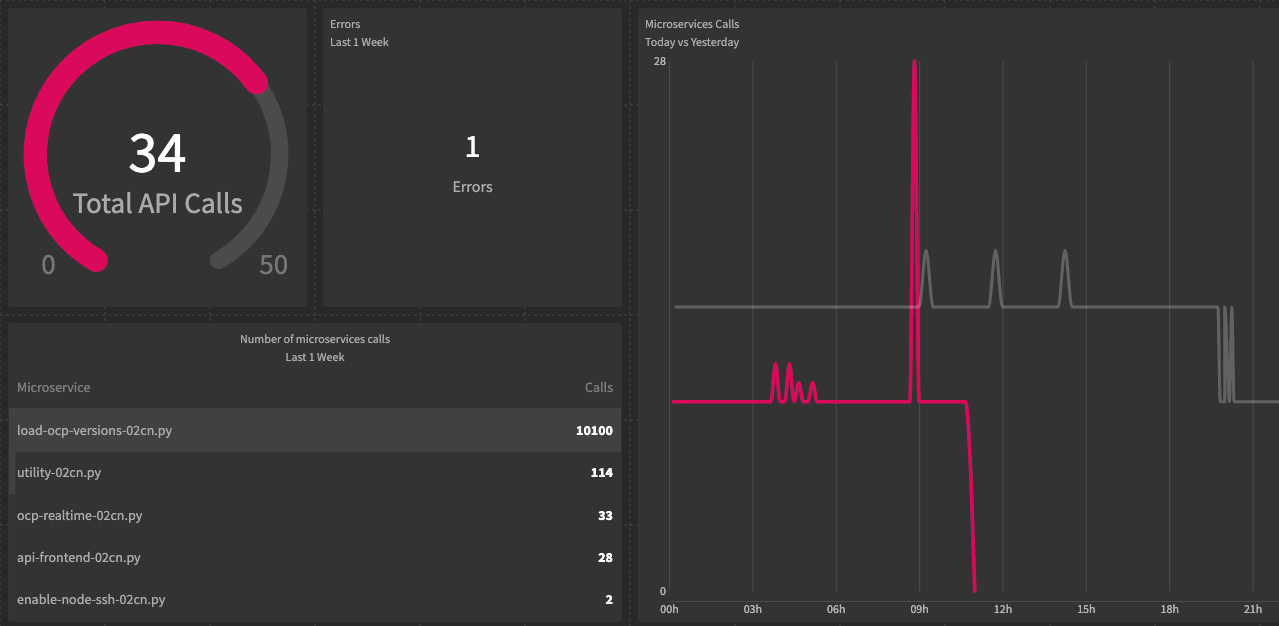 34
Total API Calls
0
50
Errors
Last 1 Week
1
Errors
Microservices Calls
Today vs Yesterday
28
0
00h 03h 06h 09h 12h 15h 18h 21h
Number of microservices calls
Last 1 Week
Microservice Calls
load-ocp-versions-02cn.py 10100
utility-02cn.py 114
ocp-realtime-02cn.py 33
api-frontend-02cn.py 28
enable-node-ssh-02cn.py 2